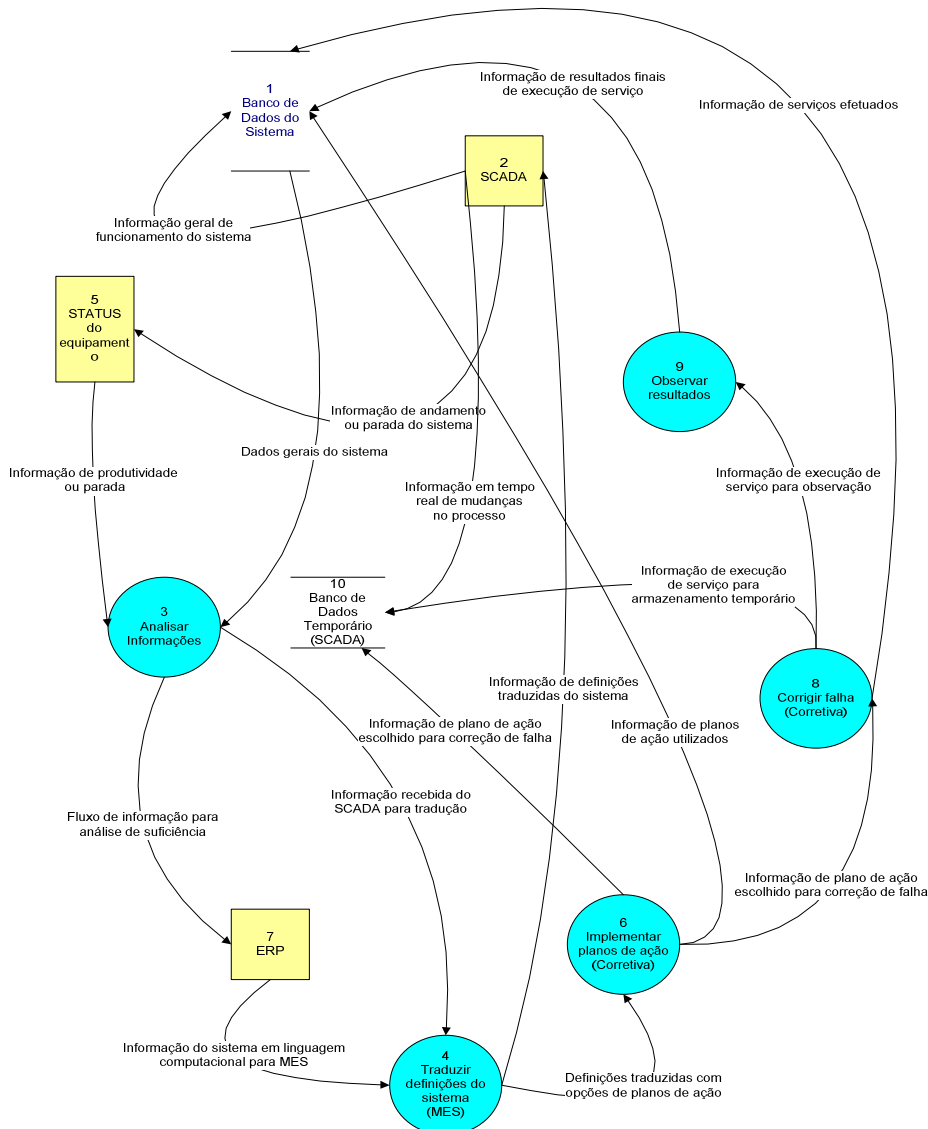 Informação de resultados finais
de execução de serviço
Informação de serviços efetuados
1
Banco de
Dados do
Sistema
2
SCADA
Informação geral de
funcionamento do sistema
5
STATUS
do
equipament
o
9
Observar
resultados
Informação de andamento
ou parada do sistema
Dados gerais do sistema
Informação de produtividade
ou parada
Informação em tempo
real de mudanças
no processo
Informação de execução de
serviço para observação
10
Banco de
Dados
Temporário
(SCADA)
Informação de execução
de serviço para
armazenamento temporário
3
Analisar
Informações
8
Corrigir falha
(Corretiva)
Informação de definições
traduzidas do sistema
Informação de plano de ação
escolhido para correção de falha
Informação de planos
de ação utilizados
Informação recebida do
SCADA para tradução
Fluxo de informação para
análise de suficiência
Informação de plano de ação
escolhido para correção de falha
7
ERP
6
Implementar
planos de ação
(Corretiva)
Informação do sistema em linguagem
computacional para MES
4
Traduzir
definições do
sistema
(MES)
Definições traduzidas com
opções de planos de ação